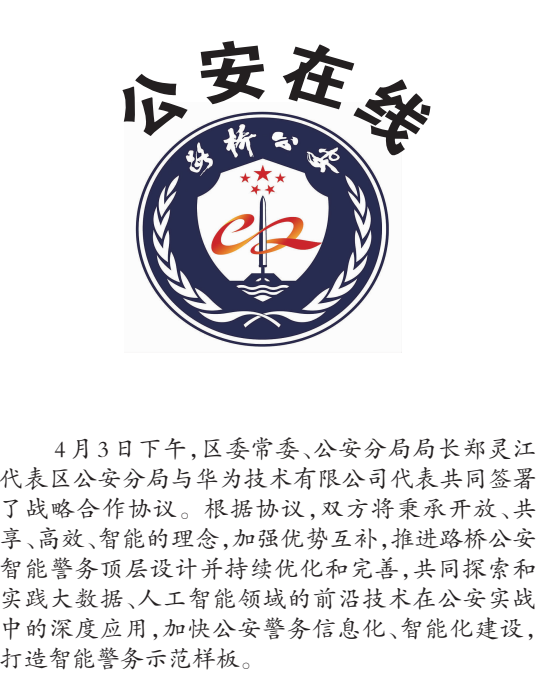 公安在线
路桥公安
4月3日下午,区委常委、公安分局局长郑灵江
代表区公安分局与华为技术有限公司代表共同签署
了战略合作协议。根据协议,双方将秉承开放、共
享、高效、智能的理念,加强优势互补,推进路桥公安
智能警务顶层设计并持续优化和完善,共同探索和
实践大数据、人工智能领域的前沿技术在公安实战
中的深度应用,加快公安警务信息化、智能化建设,
打造智能警务示范样板。